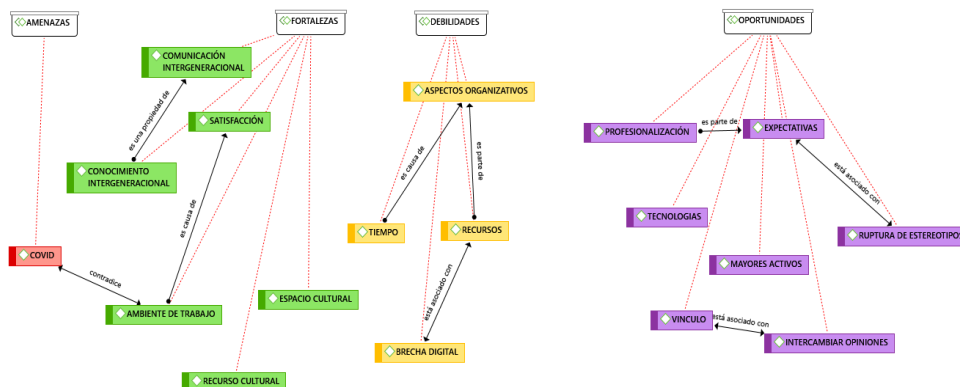 AMENAZAS
FORTALEZAS
DEBILIDADES
OPORTUNIDADES
COMUNICACIÓN
INTERGENERACIONAL
ASPECTOS ORGANIZATIVOS
es una propiedad de
SATISFACCIÓN
PROFESIONALIZACIÓN
es parte de
EXPECTATIVAS
es causa de
es parte de
CONOCIMIENTO
INTERGENERACIONAL
está asociado con
es causa de
TECNOLOGIAS
TIEMPO
RECURSOS
RUPTURA DE ESTEREOTIPOS
COVID
MAYORES ACTIVOS
contradice
está asociado con
ESPACIO CULTURAL
AMBIENTE DE TRABAJO
VINCULO
está asociado con
INTERCAMBIAR OPINIONES
BRECHA DIGITAL
RECURSO CULTURAL